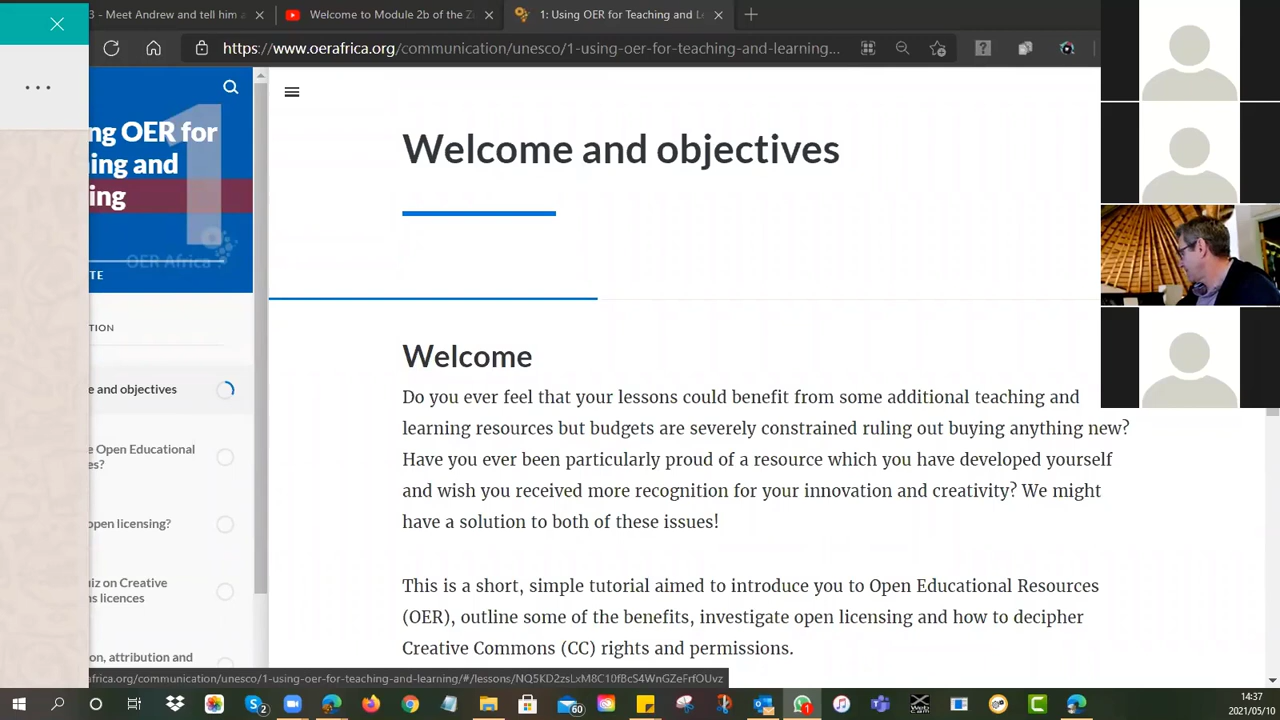 3 - Meet Andrew and tell him a
Welcome to Module 2b of the Z
1: Using OER for Teaching and L
https://www.oerafrica.org/communication/unesco/1-using-oer-for-teaching-and-learning...
ng OER for
ing and
ing
1
OER Africa
TE
TION
e and objectives
e Open Educational
es?
open licensing?
iz on Creative
ns licences
on, attribution and
Welcome and objectives
Welcome
Do you ever feel that your lessons could benefit from some additional teaching and
learning resources but budgets are severely constrained ruling out buying anything new?
Have you ever been particularly proud of a resource which you have developed yourself
and wish you received more recognition for your innovation and creativity? We might
have a solution to both of these issues!
This is a short, simple tutorial aimed to introduce you to Open Educational Resources
(OER), outline some of the benefits, investigate open licensing and how to decipher
Creative Commons (CC) rights and permissions.
africa.org/communication/unesco/1-using-oer-for-teaching-and-learning/#/lessons/NQ5KD2zsLxM8C10fBcS4WnGZeFrfOUvz
2
60
1
14:37
2021/05/10